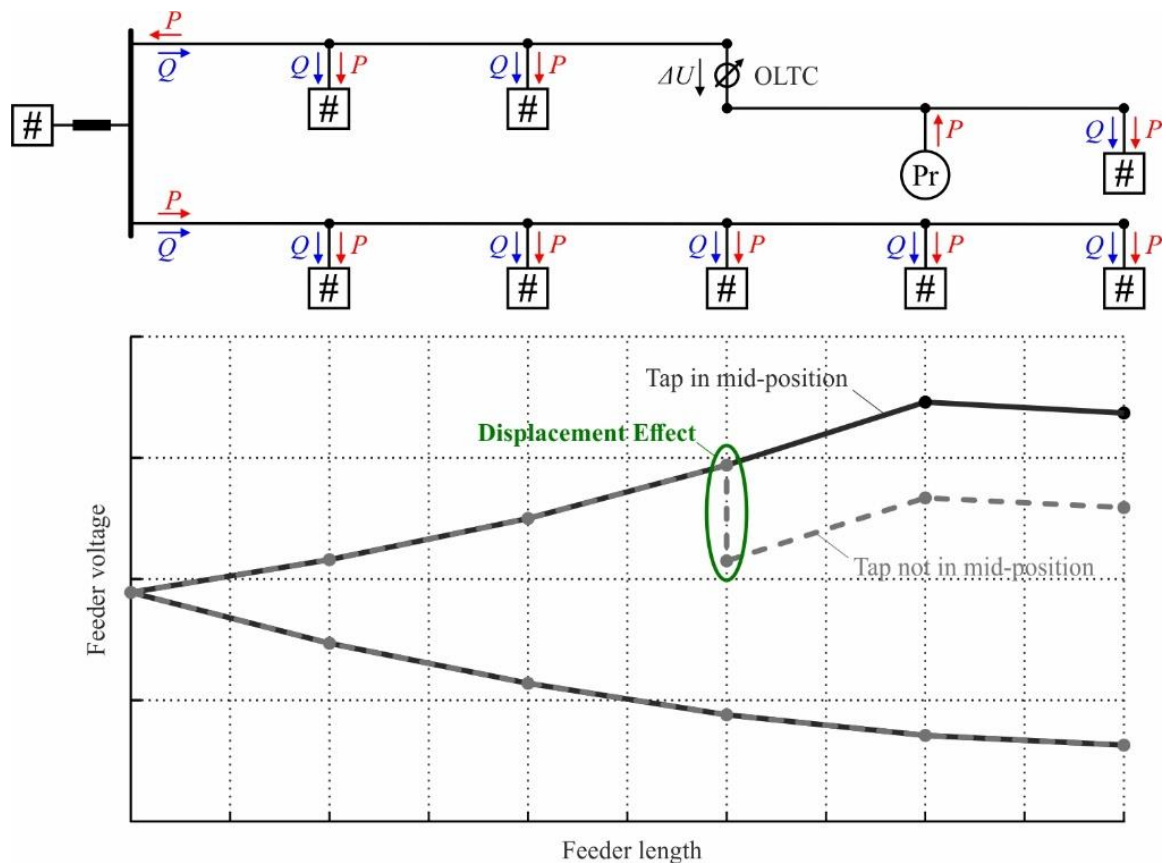 P
Q
Q P
Q P
ΔU OLTC
#
#
#
P
Pr
Q P
#
P
Q
Q P
Q P
Q P
Q P
Q P
#
#
#
#
#
Tap in mid-position
Displacement Effect
Tap not in mid-position
Feeder voltage
Feeder length